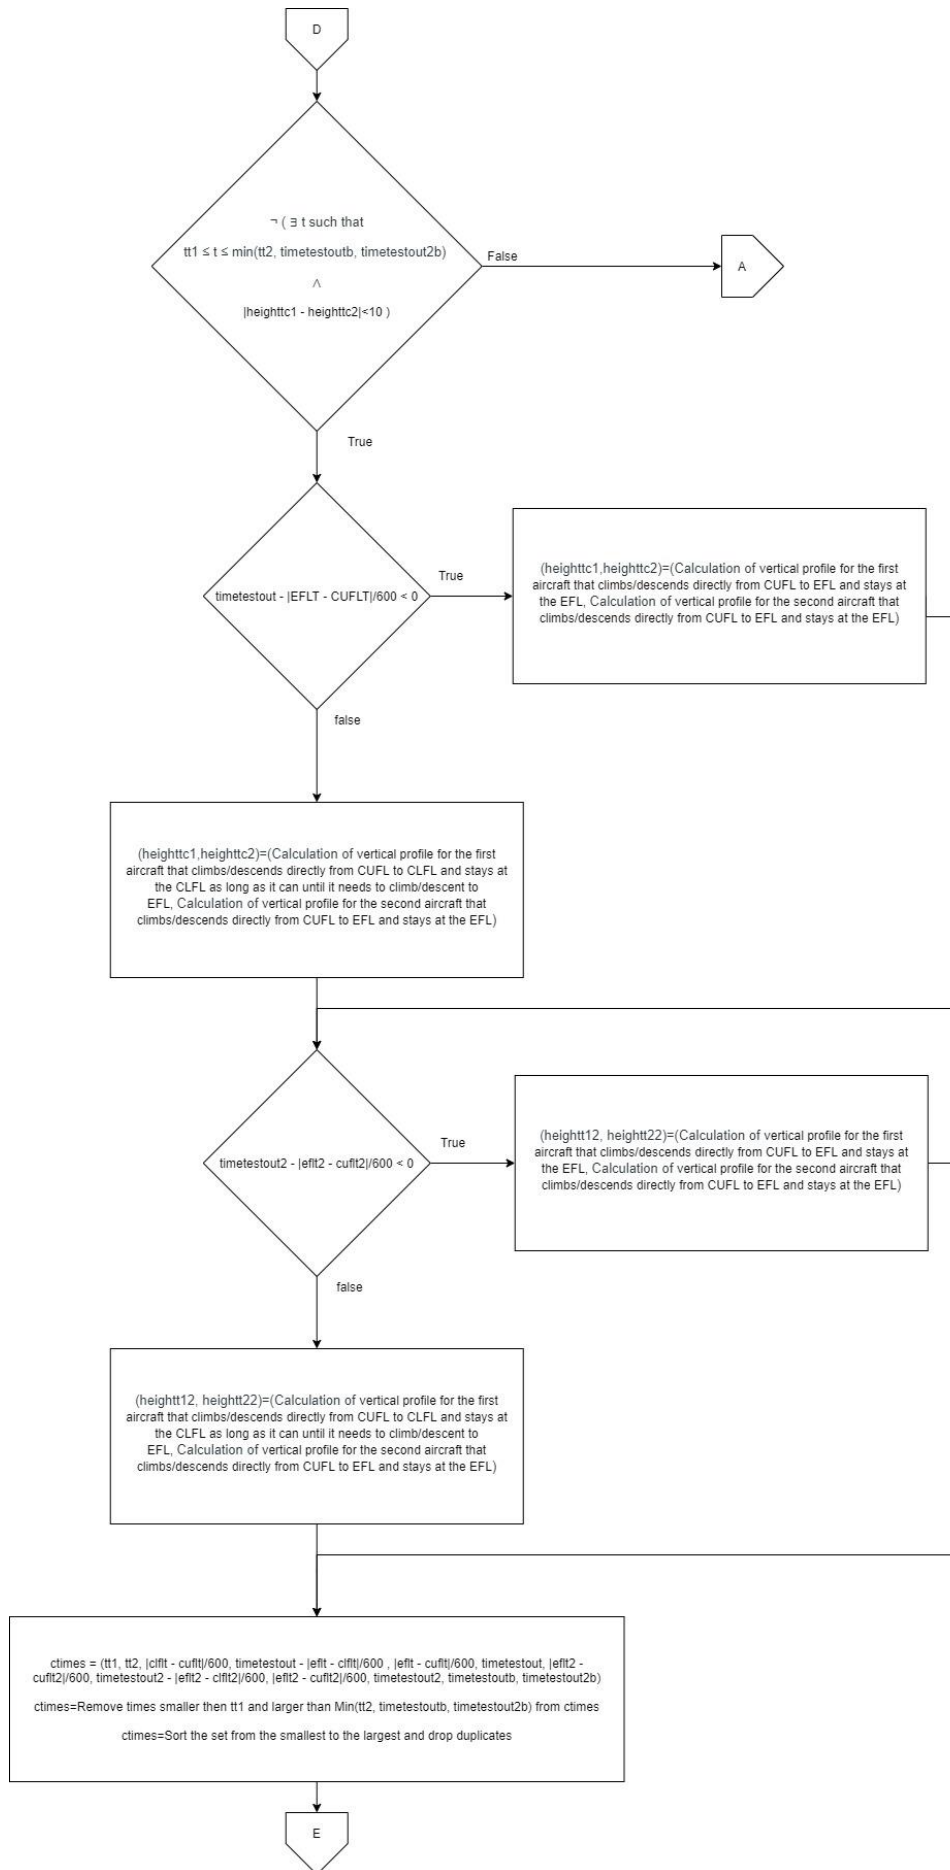 D
¬ ( ∃ t such that
tt1 ≤ t ≤ min(tt2, timetestoutb, timetestout2b)
∧
|heighttc1 - heighttc2|<10 )
False
A
True
timetestout - |EFLT - CUFLT|/600 < 0
True
(heighttc1,heighttc2)=(Calculation of vertical profile for the first
aircraft that climbs/descends directly from CUFL to EFL and stays at
the EFL, Calculation of vertical profile for the second aircraft that
climbs/descends directly from CUFL to EFL and stays at the EFL)
false
(heighttc1,heighttc2)=(Calculation of vertical profile for the first
aircraft that climbs/descends directly from CUFL to CLFL and stays at
the CLFL as long as it can until it needs to climb/descent to
EFL, Calculation of vertical profile for the second aircraft that
climbs/descends directly from CUFL to EFL and stays at the EFL)
timetestout2 - |eflt2 - cuflt2|/600 < 0
True
(heightt12, heightt22)=(Calculation of vertical profile for the first
aircraft that climbs/descends directly from CUFL to EFL and stays at
the EFL, Calculation of vertical profile for the second aircraft that
climbs/descends directly from CUFL to EFL and stays at the EFL)
false
(heightt12, heightt22)=(Calculation of vertical profile for the first
aircraft that climbs/descends directly from CUFL to CLFL and stays at
the CLFL as long as it can until it needs to climb/descent to
EFL, Calculation of vertical profile for the second aircraft that
climbs/descends directly from CUFL to EFL and stays at the EFL)
ctimes = (tt1, tt2, |clflt - cuflt|/600, timetestout - |eflt - clflt|/600 , |eflt - cuflt|/600, timetestout, |eflt2 -
cuflt2|/600, timetestout2 - |eflt2 - clflt2|/600, |eflt2 - cuflt2|/600, timetestout2, timetestoutb, timetestout2b)
ctimes=Remove times smaller then tt1 and larger than Min(tt2, timetestoutb, timetestout2b) from ctimes
ctimes=Sort the set from the smallest to the largest and drop duplicates
E